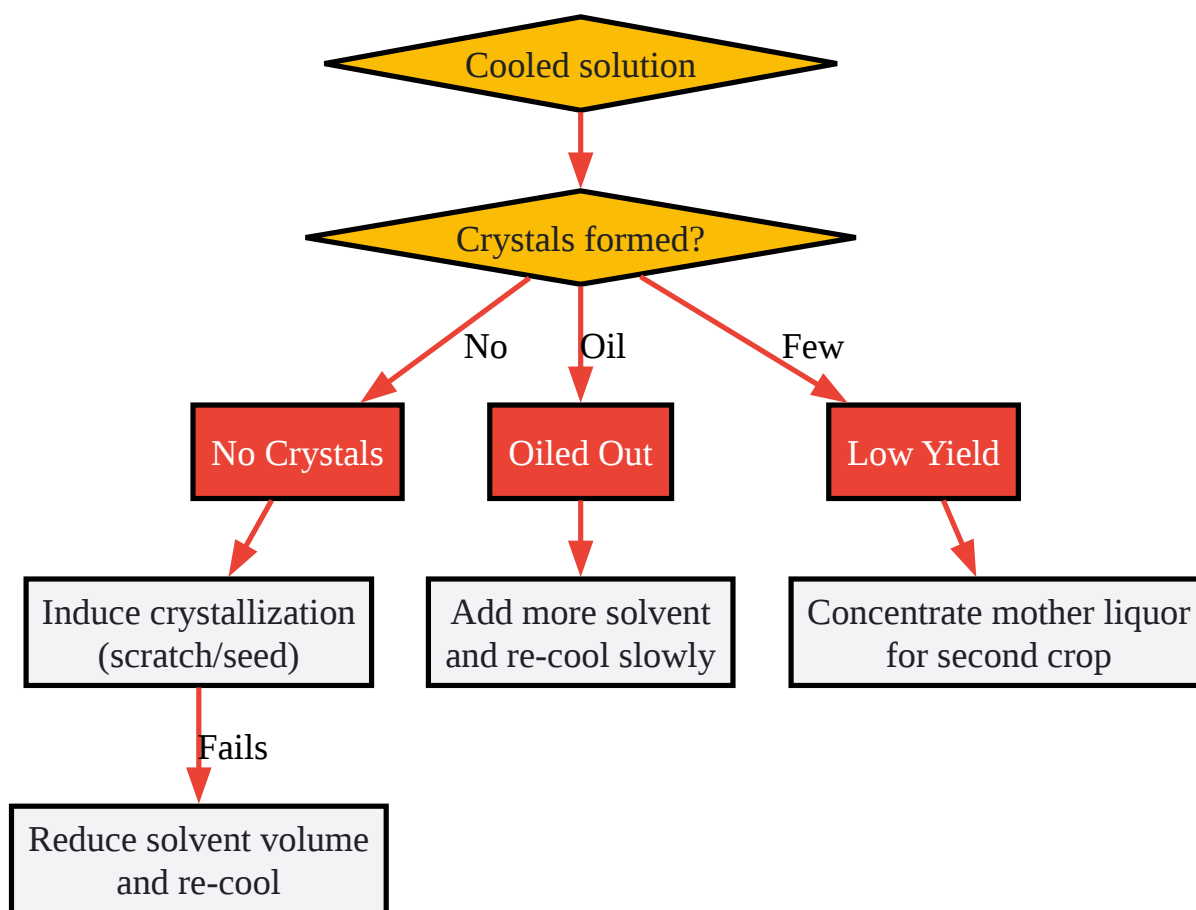 Cooled solution
Crystals formed?
No
Oil
Few
No Crystals
Oiled Out
Low Yield
Induce crystallization
(scratch/seed)
Add more solvent
and re-cool slowly
Concentrate mother liquor
for second crop
Fails
Reduce solvent volume
and re-cool